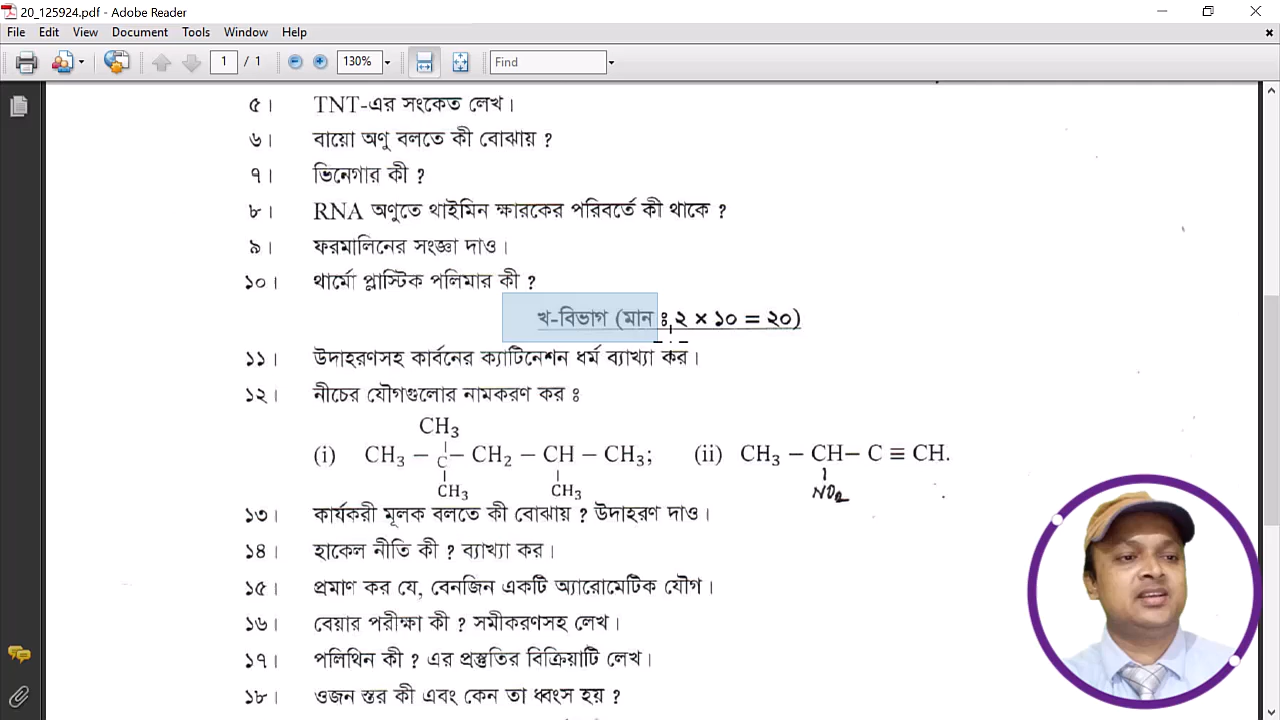 20_125924.pdf - Adobe Reader
File Edit View Document Tools Window Help
1 / 1 130% Find
৫। TNT-এর সংকেত লেখ।
৬। বায়ো অণু বলতে কী বোঝায় ?
৭। ভিনেগার কী ?
৮। RNA অণুতে থাইমিন ক্ষারকের পরিবর্তে কী থাকে ?
৯। ফরমালিনের সংজ্ঞা দাও।
১০। থার্মো প্লাস্টিক পলিমার কী ?
খ-বিভাগ (মান ঃ ২ × ১০ = ২০)
১১। উদাহরণসহ কার্বনের ক্যাটিনেশন ধর্ম ব্যাখ্যা কর।
১২। নীচের যৌগগুলোর নামকরণ কর ঃ
CH₃
(i) CH₃ – C – CH₂ – CH – CH₃; (ii) CH₃ – CH – C ≡ CH.
CH₃ CH₃ NO₂
১৩। কার্যকরী মূলক বলতে কী বোঝায় ? উদাহরণ দাও।
১৪। হাকেল নীতি কী ? ব্যাখ্যা কর।
১৫। প্রমাণ কর যে, বেনজিন একটি অ্যারোমেটিক যৌগ।
১৬। বেয়ার পরীক্ষা কী ? সমীকরণসহ লেখ।
১৭। পলিথিন কী ? এর প্রস্তুতির বিক্রিয়াটি লেখ।
১৮। ওজন স্তর কী এবং কেন তা ধ্বংস হয় ?